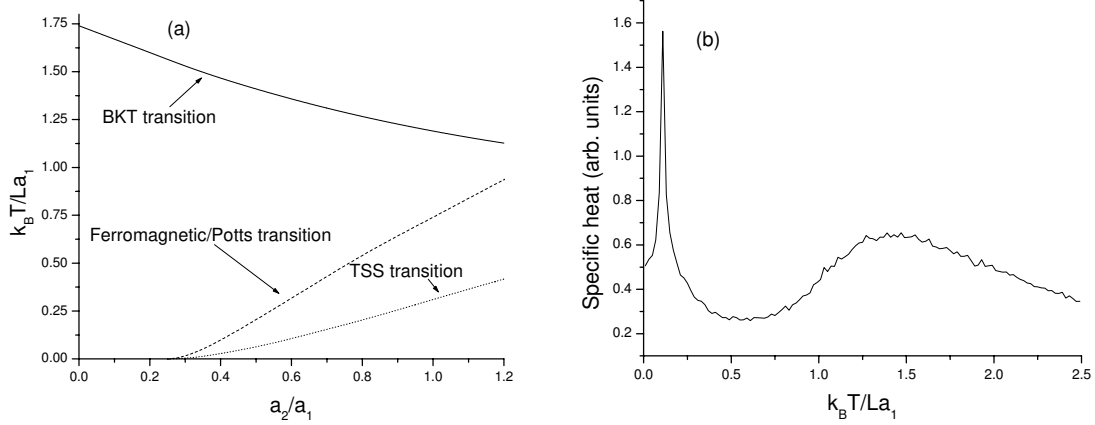 (a)
1.75
1.50
1.25
1.00
0.75
0.50
0.25
0.00
k_BT/La_1
BKT transition
Ferromagnetic/Potts transition
TSS transition
0.0 0.2 0.4 0.6 0.8 1.0 1.2
a_2/a_1
(b)
1.6
1.4
1.2
1.0
0.8
0.6
0.4
0.2
Specific heat (arb. units)
0.0 0.5 1.0 1.5 2.0 2.5
k_BT/La_1